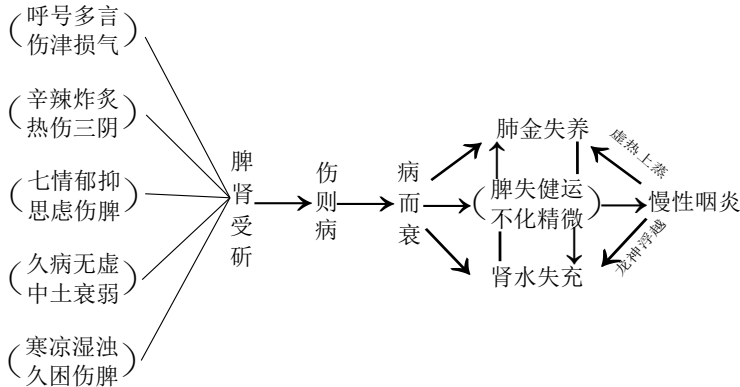 (呼号多言
伤津损气)
(辛辣炸炙
热伤三阴)
(七情郁抑
思虑伤脾)
(久病无虚
中土衰弱)
(寒凉湿浊
久困伤脾)
脾肾受斫
伤则病
病而衰
肺金失养
(脾失健运
不化精微)
肾水失充
虚热上蒸
慢性咽炎
龙神浮越